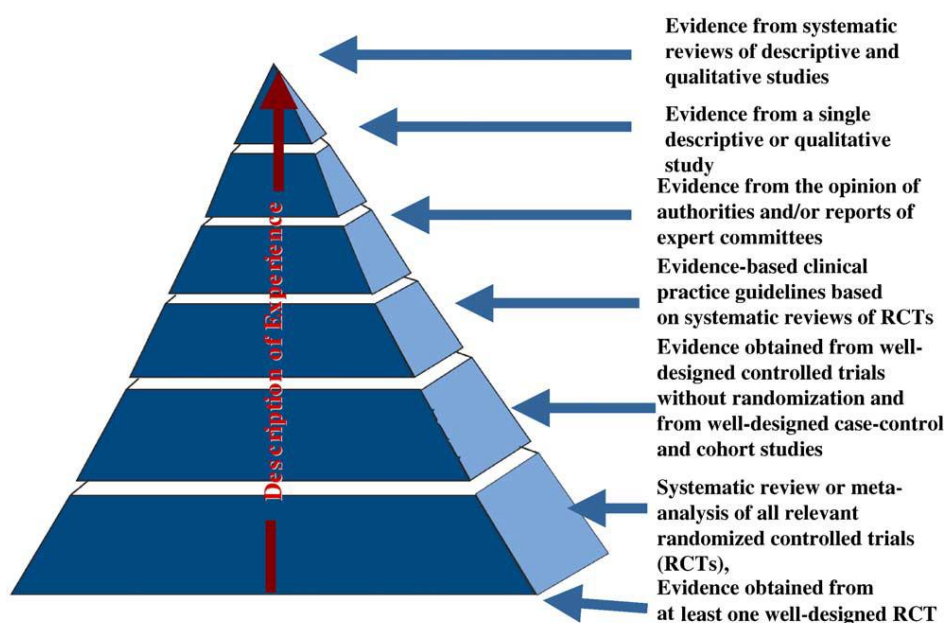 Evidence from systematic
reviews of descriptive and
qualitative studies
Evidence from a single
descriptive or qualitative
study
Evidence from the opinion of
authorities and/or reports of
expert committees
Evidence-based clinical
practice guidelines based
on systematic reviews of RCTs
Evidence obtained from well-
designed controlled trials
without randomization and
from well-designed case-control
and cohort studies
Systematic review or meta-
analysis of all relevant
randomized controlled trials
(RCTs),
Evidence obtained from
at least one well-designed RCT
Description of Experience